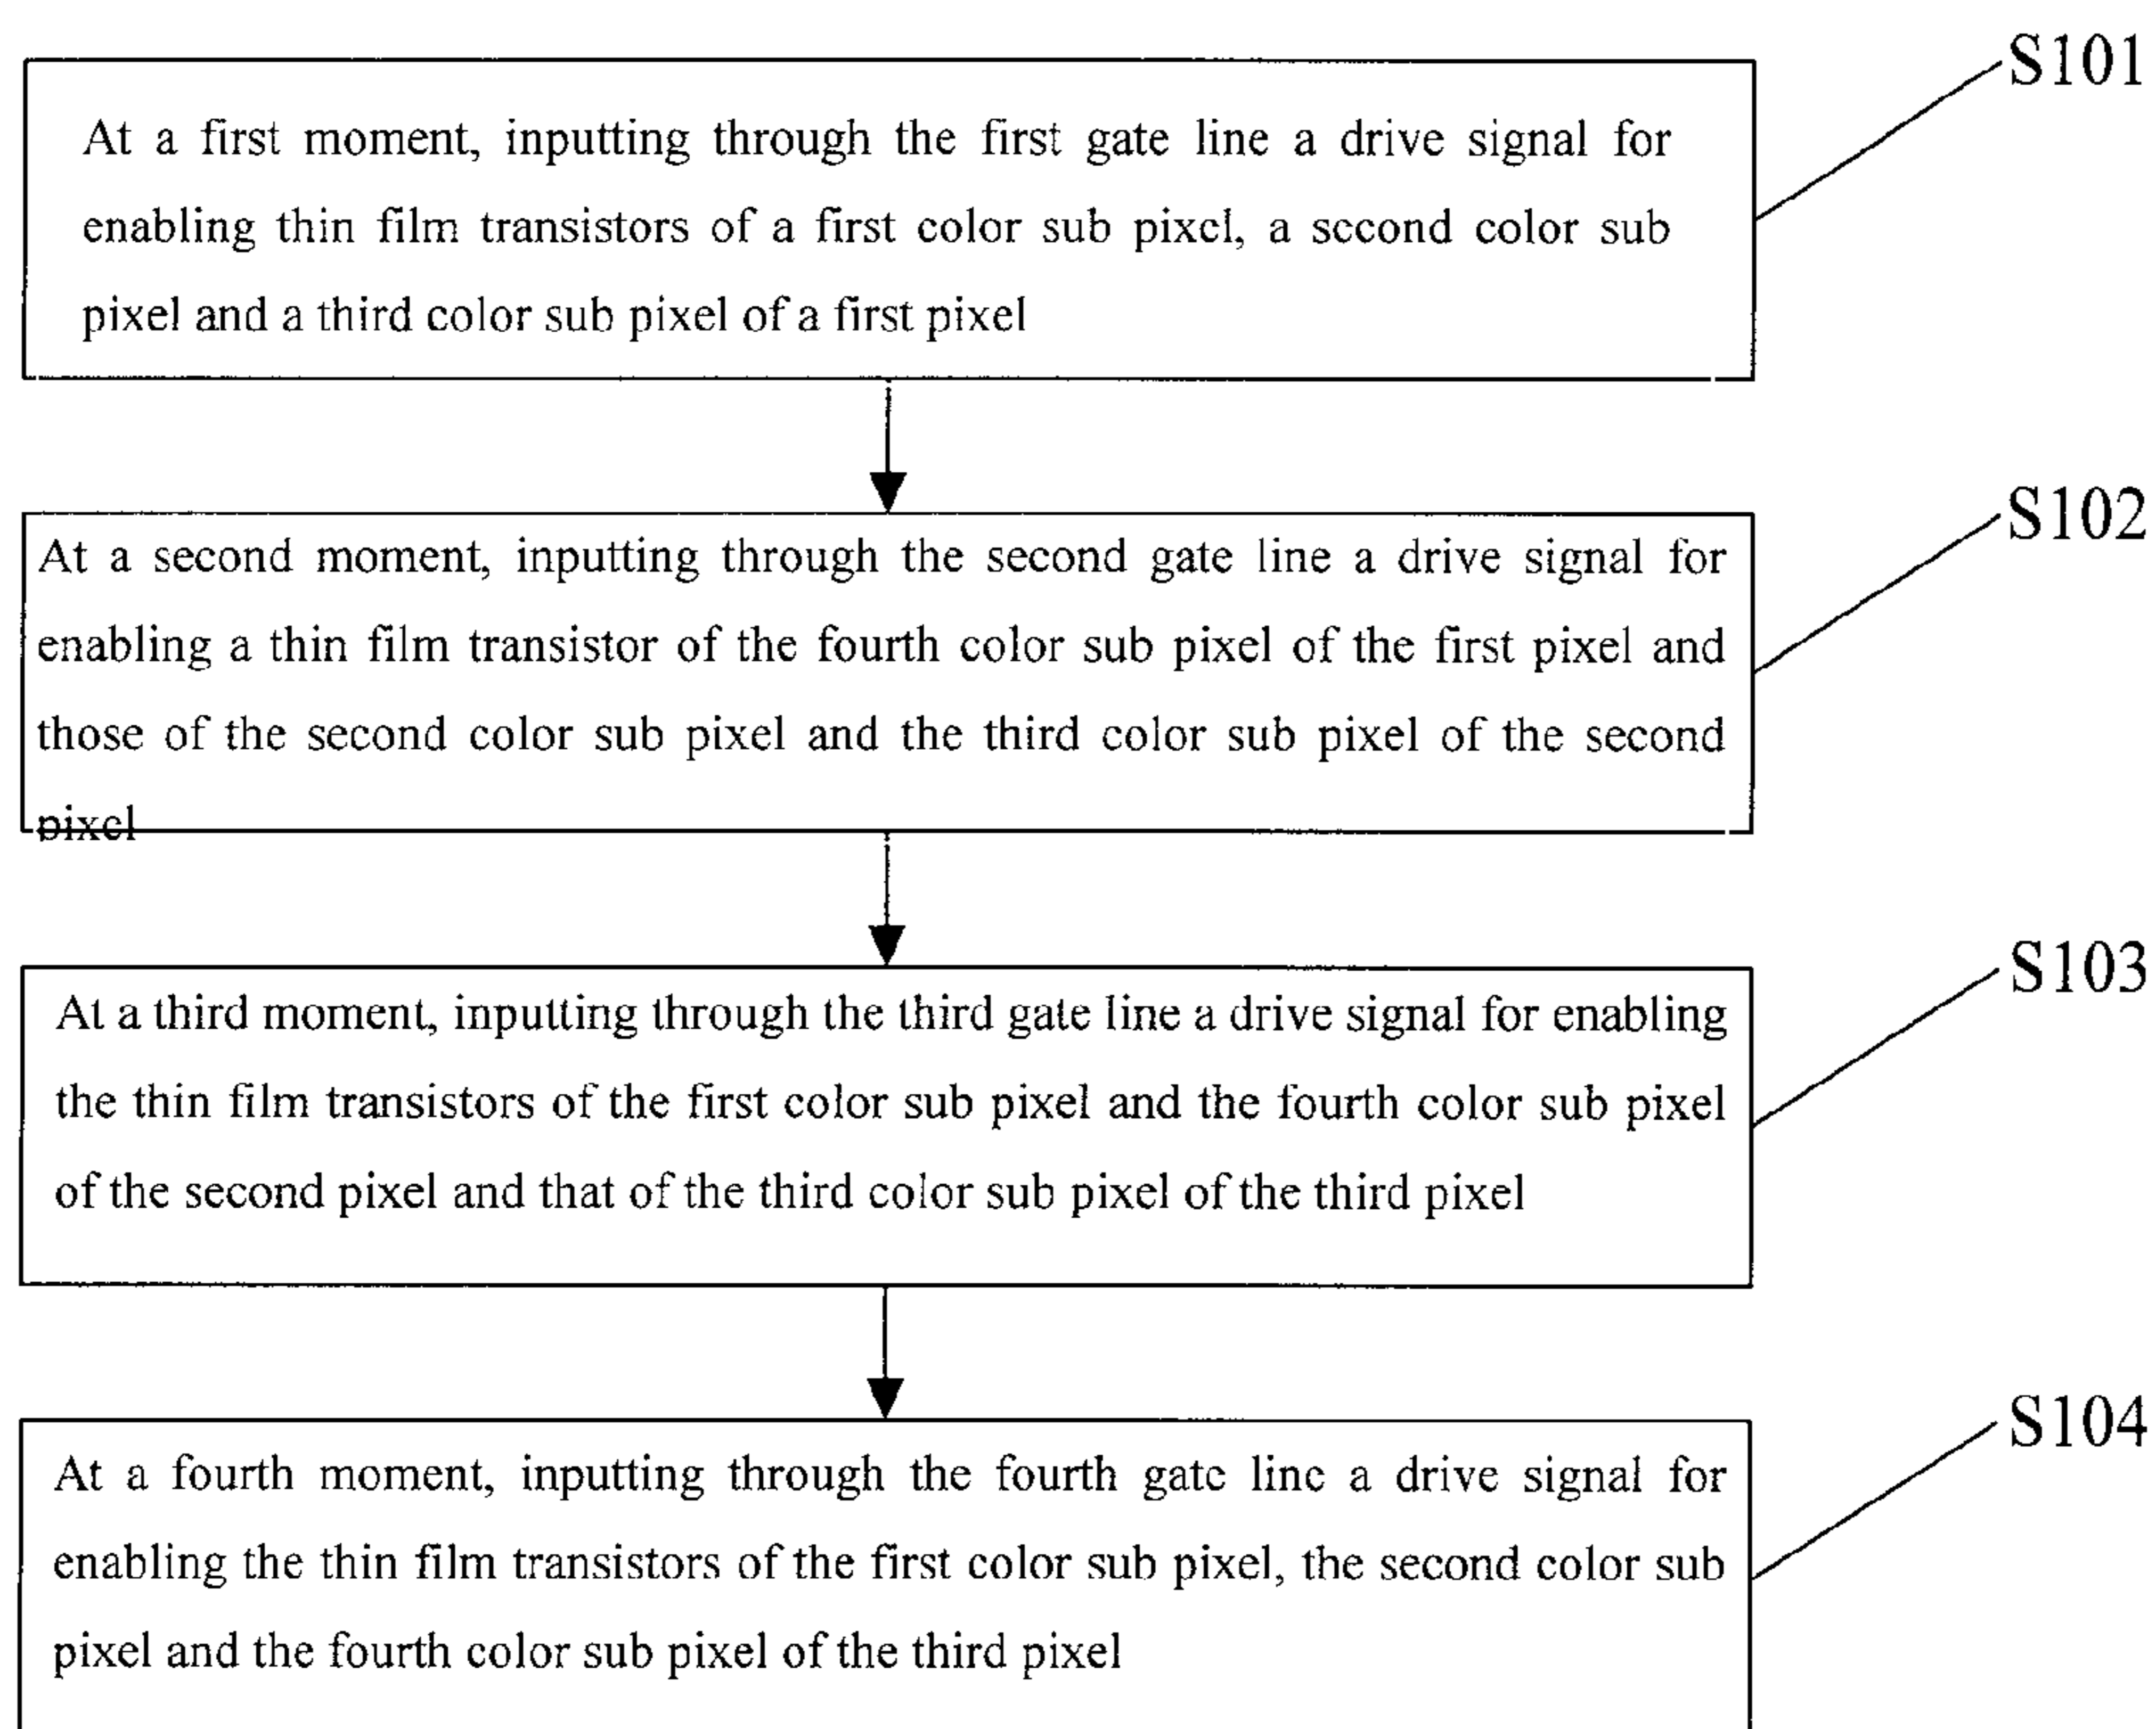 S101
At a first moment, inputting through the first gate line a drive signal for
enabling thin film transistors of a first color sub pixel, a second color sub
pixel and a third color sub pixel of a first pixel
S102
At a second moment, inputting through the second gate line a drive signal for
enabling a thin film transistor of the fourth color sub pixel of the first pixel and
those of the second color sub pixel and the third color sub pixel of the second
pixel
S103
At a third moment, inputting through the third gate line a drive signal for enabling
the thin film transistors of the first color sub pixel and the fourth color sub pixel
of the second pixel and that of the third color sub pixel of the third pixel
S104
At a fourth moment, inputting through the fourth gate line a drive signal for
enabling the thin film transistors of the first color sub pixel, the second color sub
pixel and the fourth color sub pixel of the third pixel